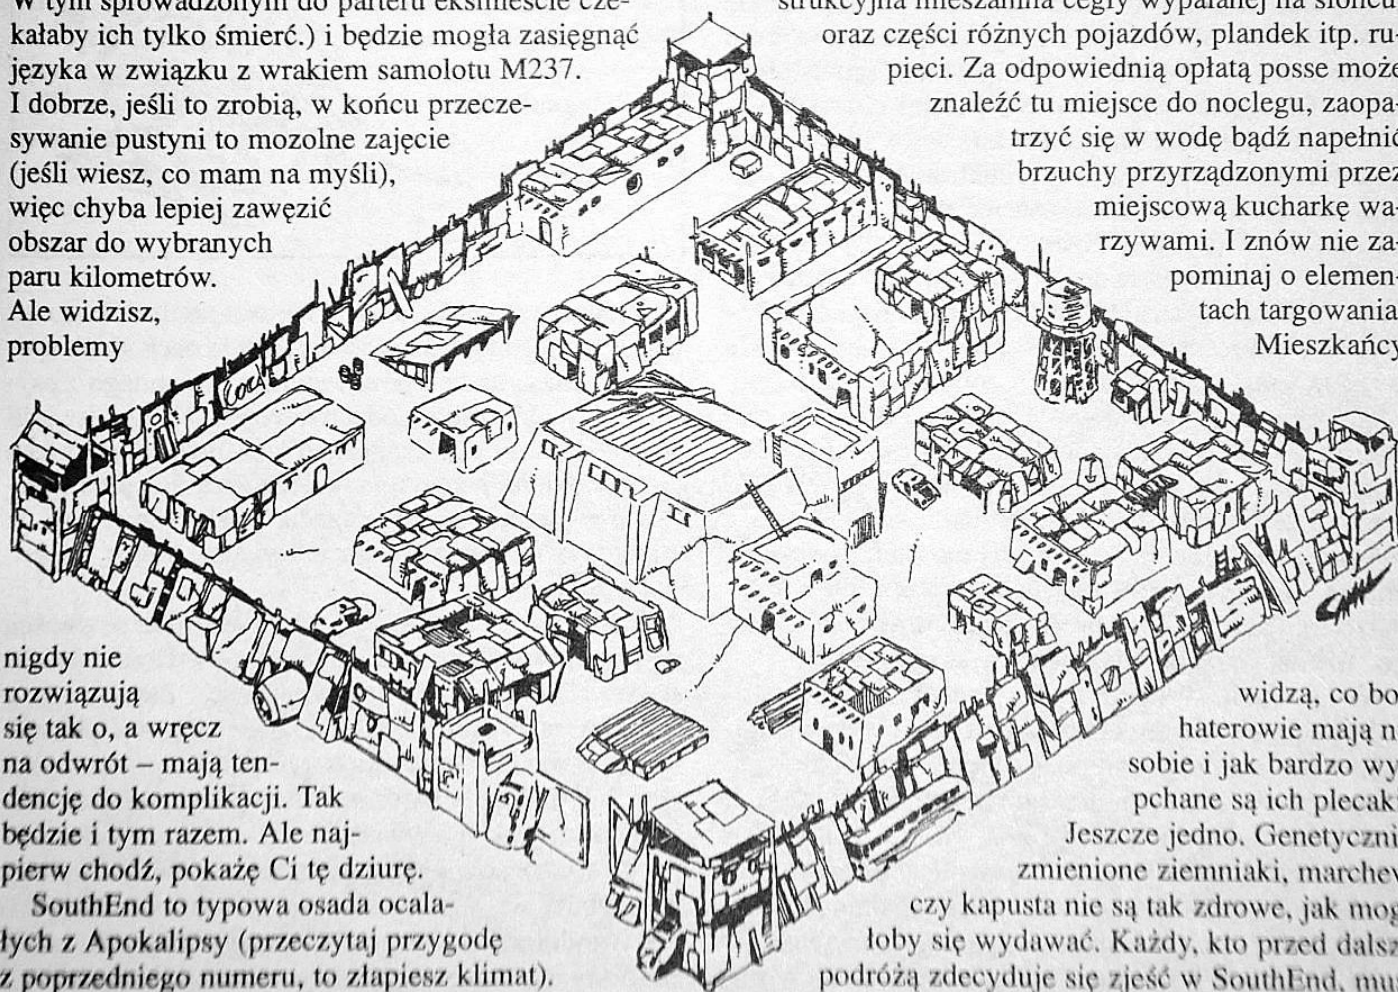 W tym sprowadzonym do parteru eksmieście cze-
kałaby ich tylko śmierć.) i będzie mogła zasięgnąć
języka w związku z wrakiem samolotu M237.
I dobrze, jeśli to zrobią, w końcu przecze-
sywanie pustyni to mozolne zajęcie
(jeśli wiesz, co mam na myśli),
więc chyba lepiej zawęzić
obszar do wybranych
paru kilometrów.
Ale widzisz,
problemy
nigdy nie
rozwiązują
się tak o, a wręcz
na odwrót – mają ten-
dencję do komplikacji. Tak
będzie i tym razem. Ale naj-
pierw chodź, pokażę Ci tę dziurę.
SouthEnd to typowa osada ocala-
łych z Apokalipsy (przeczytaj przygodę
z poprzedniego numeru, to złapiesz klimat).
strukcyjna mieszanina cegły wypalanej na słońcu
oraz części różnych pojazdów, plandek itp. ru-
pieci. Za odpowiednią opłatą posse może
znaleźć tu miejsce do noclegu, zaopa-
trzyć się w wodę bądź napełnić
brzuchy przyrządzonymi przez
miejscową kucharkę wa-
rzywami. I znów nie za-
pominaj o elemen-
tach targowania.
Mieszkańcy
widzą, co bo-
haterowie mają n
sobie i jak bardzo wy-
pchane są ich plecaki
Jeszcze jedno. Genetyczni
zmienione ziemniaki, marchew
czy kapusta nie są tak zdrowe, jak mog
łoby się wydawać. Każdy, kto przed dalsz
podróżą zdecyduje się zjeść w SouthEnd, mus
COCA